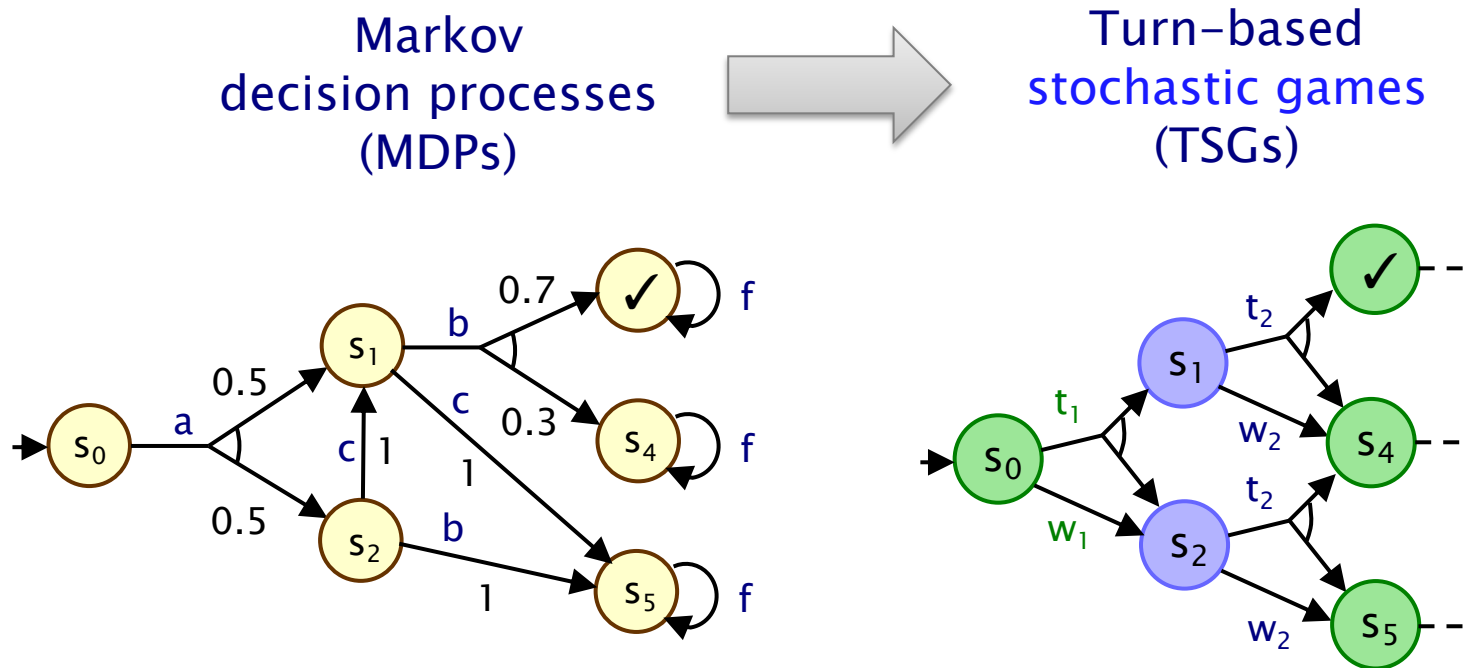 Markov
decision processes
(MDPs)
Turn-based
stochastic games
(TSGs)
s0
a
0.5
0.5
s1
c
1
s2
b
0.7
0.3
c
1
b
1
✓
f
s4
f
s5
f
s0
t1
w1
s1
t2
w2
s2
t2
w2
✓
s4
s5